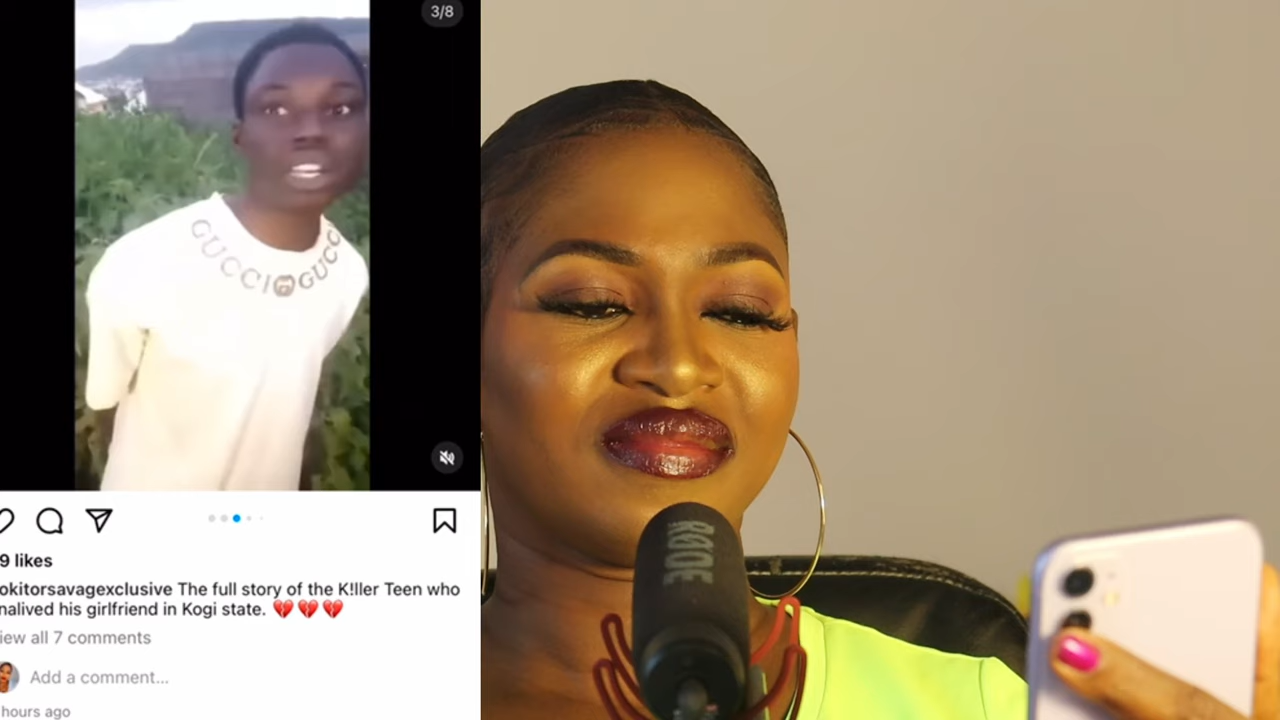 3/8
GUCCI GUCCI
9 likes
okitorsavagexclusive The full story of the K!ller Teen who
nalived his girlfriend in Kogi state. 💔💔💔
iew all 7 comments
Add a comment...
hours ago
RØDE